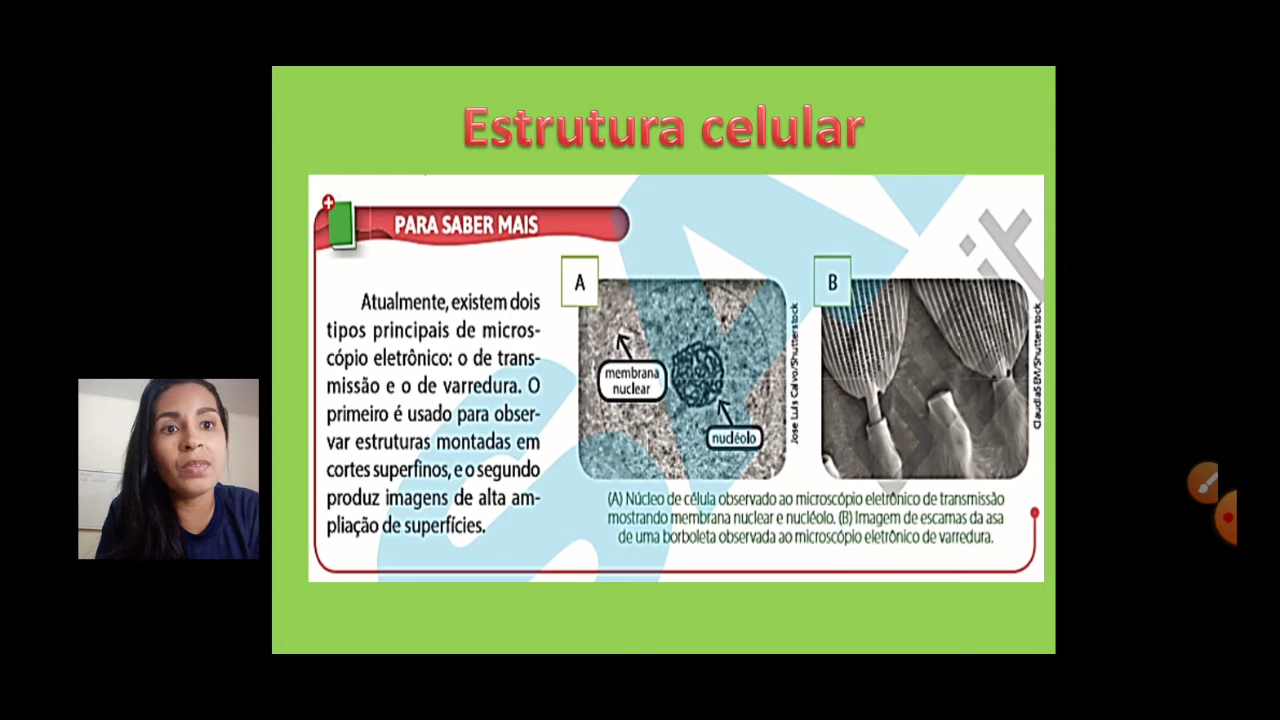 Estrutura celular
PARA SABER MAIS
Atualmente, existem dois
tipos principais de micros-
cópio eletrônico: o de trans-
missão e o de varredura. O
primeiro é usado para obser-
var estruturas montadas em
cortes superfinos, e o segundo
produz imagens de alta am-
pliação de superfícies.
A
membrana
nuclear
nucléolo
Jose Luis Calvo/Shutterstock
B
ClaudiaSEM/Shutterstock
(A) Núcleo de célula observado ao microscópio eletrônico de transmissão
mostrando membrana nuclear e nucléolo. (B) Imagem de escamas da asa
de uma borboleta observada ao microscópio eletrônico de varredura.